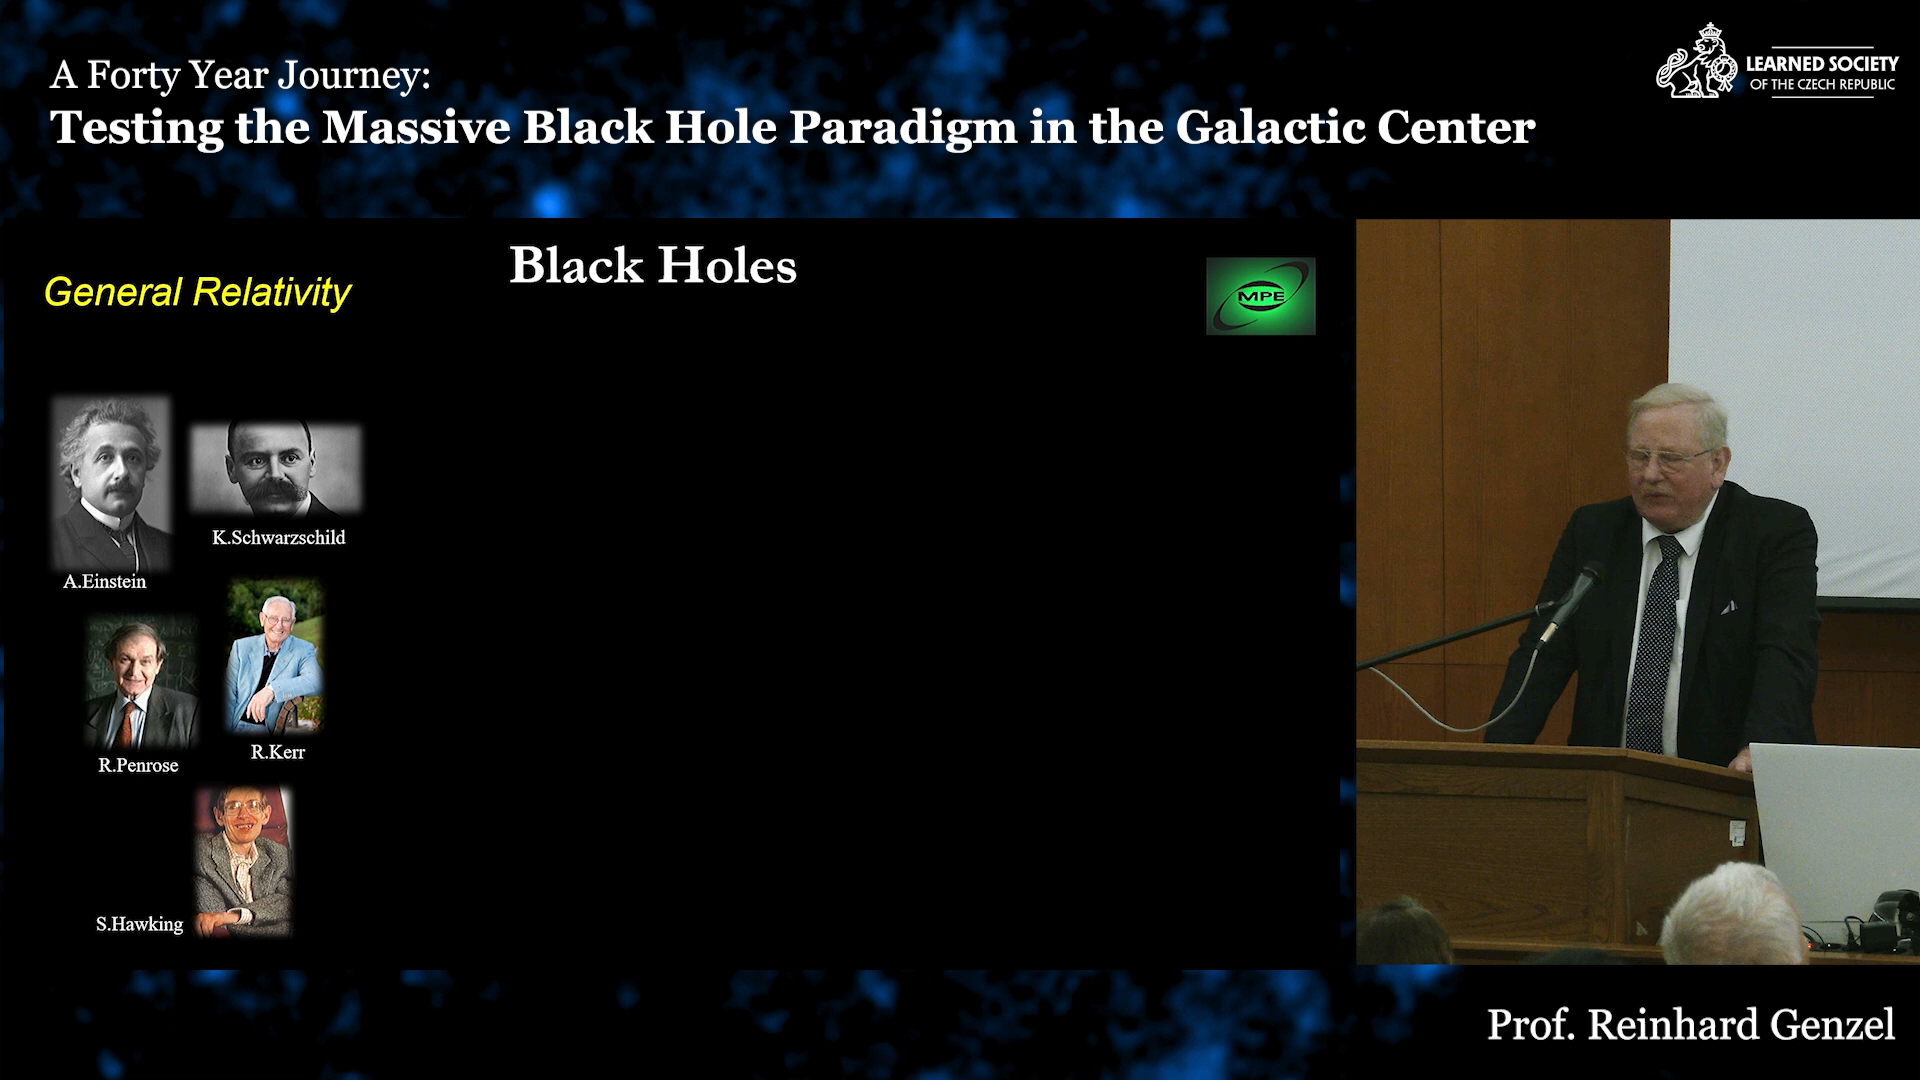 A Forty Year Journey:
Testing the Massive Black Hole Paradigm in the Galactic Center
LEARNED SOCIETY
OF THE CZECH REPUBLIC
Black Holes
General Relativity
MPE
K.Schwarzschild
A.Einstein
R.Kerr
R.Penrose
S.Hawking
Prof. Reinhard Genzel